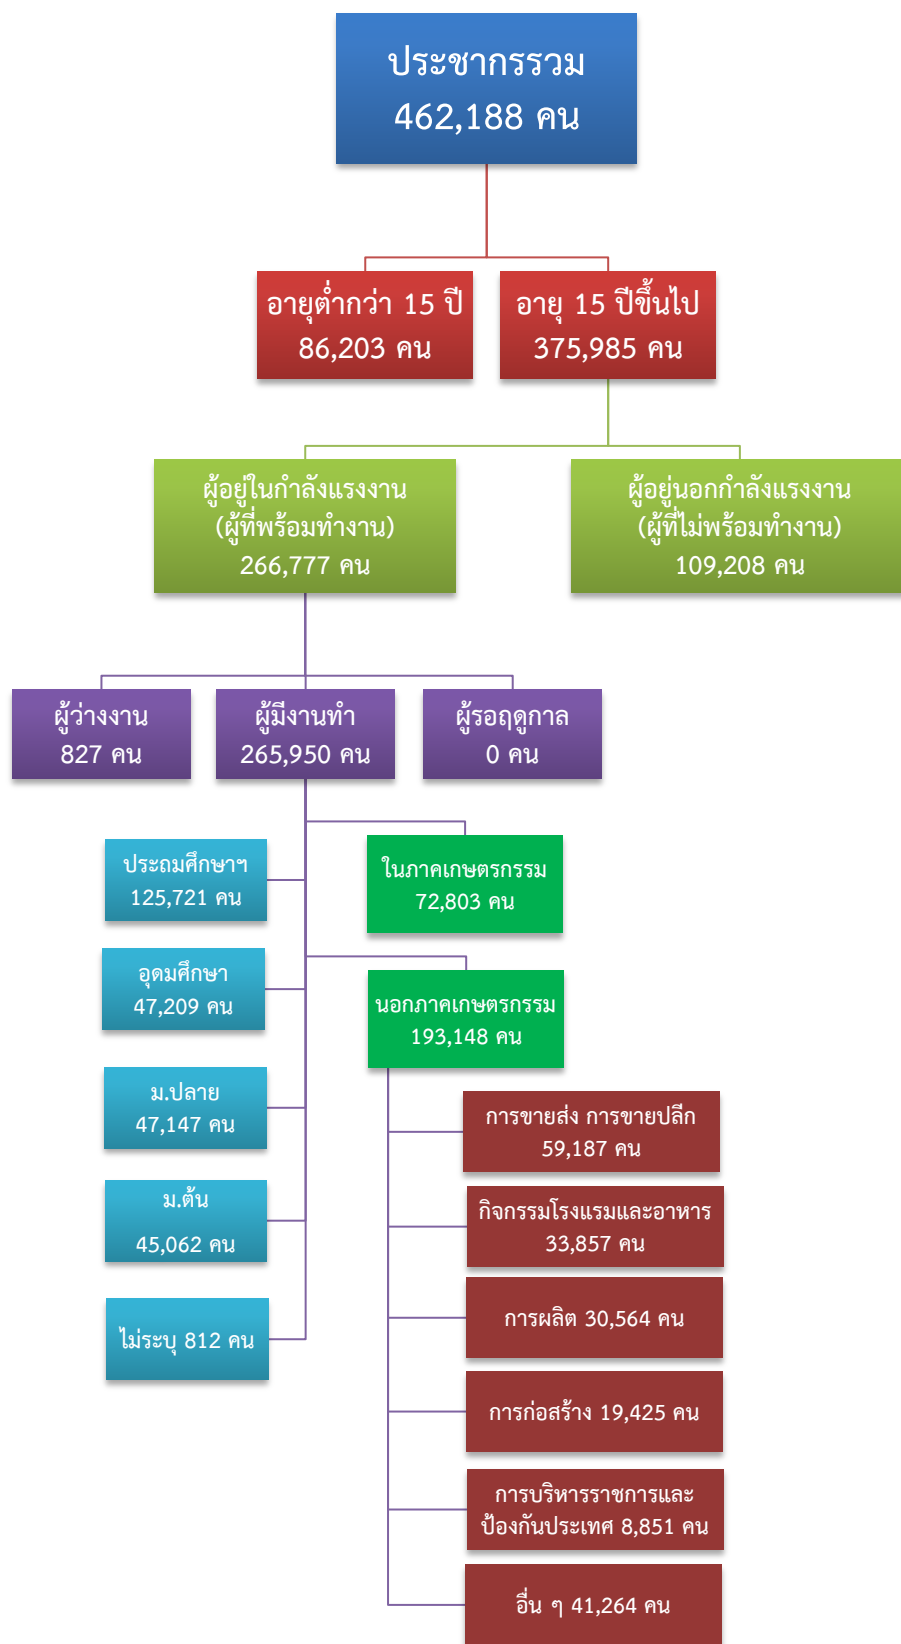 ประชากรรวม
462,188 คน
อายุต่ำกว่า 15 ปี
86,203 คน
อายุ 15 ปีขึ้นไป
375,985 คน
ผู้อยู่ในกำลังแรงงาน
(ผู้ที่พร้อมทำงาน)
266,777 คน
ผู้อยู่นอกกำลังแรงงาน
(ผู้ที่ไม่พร้อมทำงาน)
109,208 คน
ผู้ว่างงาน
827 คน
ผู้มีงานทำ
265,950 คน
ผู้รอฤดูกาล
0 คน
ประถมศึกษาฯ
125,721 คน
อุดมศึกษา
47,209 คน
ม.ปลาย
47,147 คน
ม.ต้น
45,062 คน
ไม่ระบุ 812 คน
ในภาคเกษตรกรรม
72,803 คน
นอกภาคเกษตรกรรม
193,148 คน
การขายส่ง การขายปลีก
59,187 คน
กิจกรรมโรงแรมและอาหาร
33,857 คน
การผลิต 30,564 คน
การก่อสร้าง 19,425 คน
การบริหารราชการและ
ป้องกันประเทศ 8,851 คน
อื่น ๆ 41,264 คน